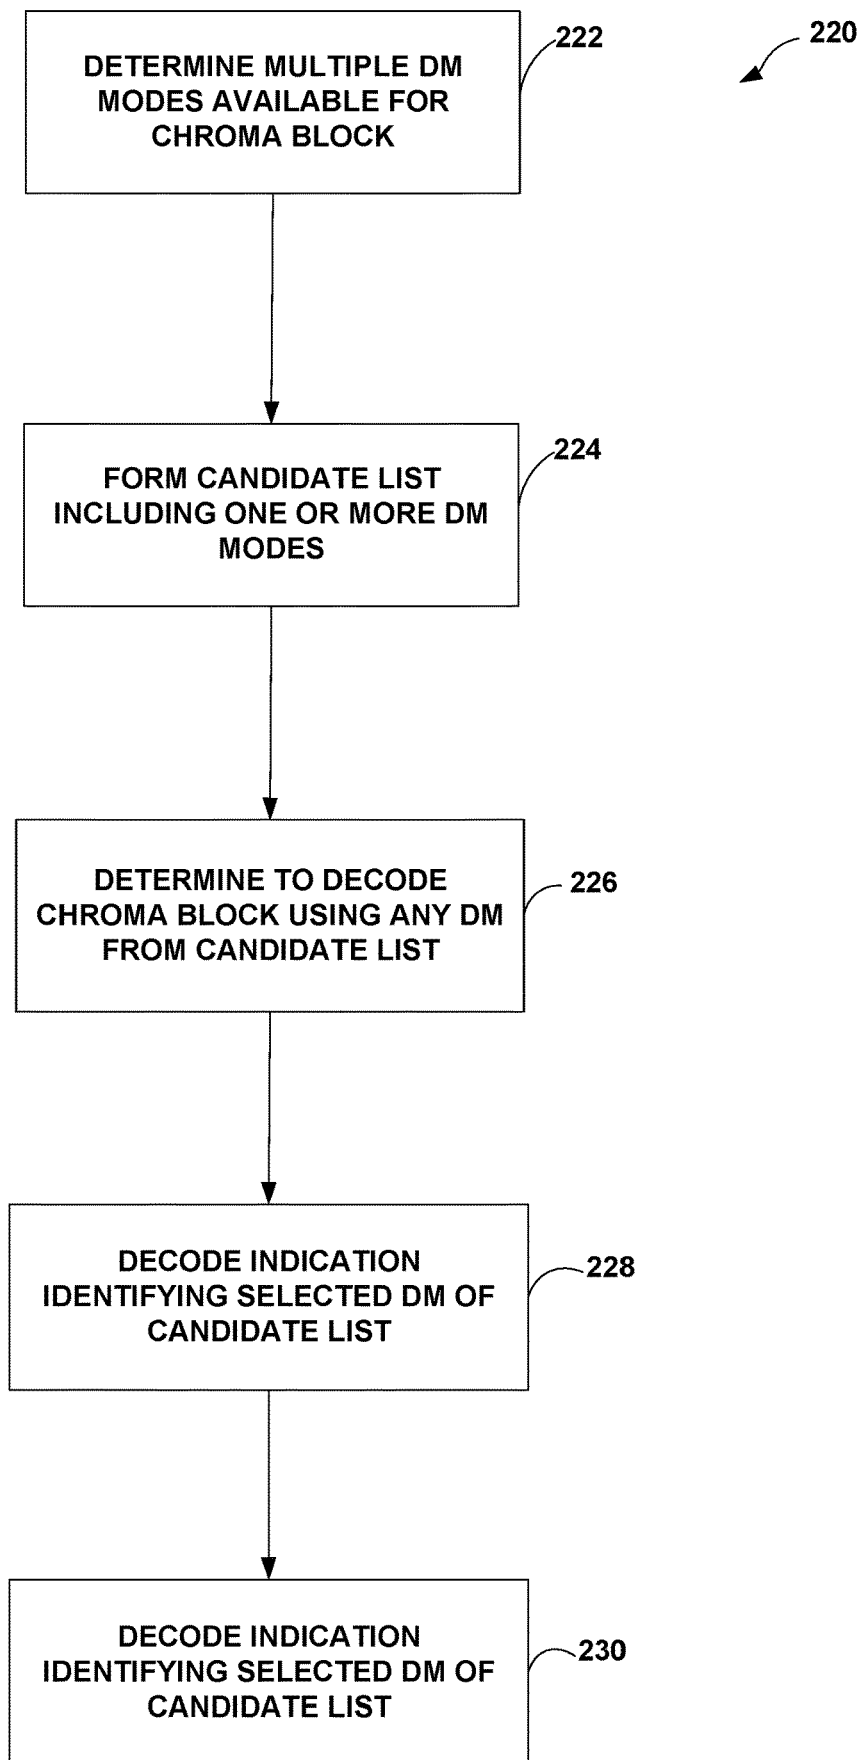 220
222
DETERMINE MULTIPLE DM
MODES AVAILABLE FOR
CHROMA BLOCK
224
FORM CANDIDATE LIST
INCLUDING ONE OR MORE DM
MODES
226
DETERMINE TO DECODE
CHROMA BLOCK USING ANY DM
FROM CANDIDATE LIST
228
DECODE INDICATION
IDENTIFYING SELECTED DM OF
CANDIDATE LIST
230
DECODE INDICATION
IDENTIFYING SELECTED DM OF
CANDIDATE LIST